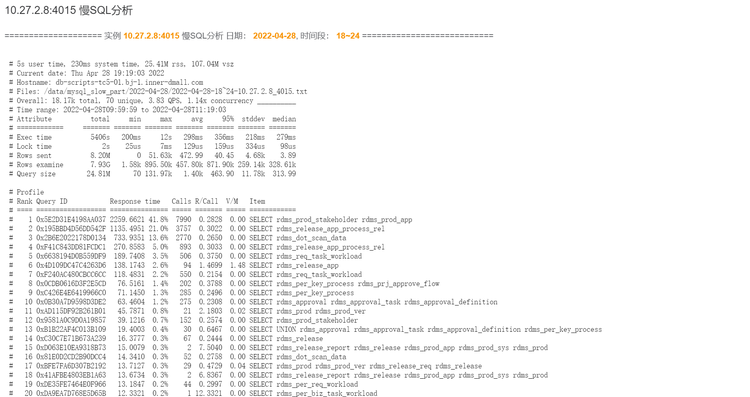 10.27.2.8:4015 慢SQL分析
==================== 实例 10.27.2.8:4015 慢SQL分析 日期： 2022-04-28, 时间段： 18~24 ===========================
# 5s user time, 230ms system time, 25.41M rss, 107.04M vsz
# Current date: Thu Apr 28 19:19:03 2022
# Hostname: db-scripts-tc5-01.bj-1.inner-dmall.com
# Files: /data/mysql_slow_part/2022-04-28/2022-04-28-18~24-10.27.2.8_4015.txt
# Overall: 18.17k total, 70 unique, 3.83 QPS, 1.14x concurrency __________
# Time range: 2022-04-28T09:59:59 to 2022-04-28T11:19:03
# Attribute total min max avg 95% stddev median
# ============ ======= ======= ======= ======= ======= ======= =======
# Exec time 5406s 200ms 12s 298ms 356ms 218ms 279ms
# Lock time 2s 25us 7ms 129us 159us 334us 98us
# Rows sent 8.20M 0 51.63k 472.99 40.45 4.68k 3.89
# Rows examine 7.93G 1.58k 895.50k 457.80k 871.90k 259.14k 328.61k
# Query size 24.81M 70 131.97k 1.40k 463.90 11.78k 313.99
# Profile
# Rank Query ID Response time Calls R/Call V/M Item
# ==== ================== =============== ===== ======= ===== ======
# 1 0x5E2D31E4198AA037 2259.6621 41.8% 7990 0.2828 0.00 SELECT rdms_prod_stakeholder rdms_prod_app
# 2 0x195BBD4D56DD542F 1135.4951 21.0% 3757 0.3022 0.00 SELECT rdms_release_app_process_rel
# 3 0x2B6E2022178D0134 733.9351 13.6% 2770 0.2650 0.00 SELECT rdms_dot_scan_data
# 4 0xF41C843DD81FCDC1 270.8583 5.0% 893 0.3033 0.00 SELECT rdms_release_app_process_rel
# 5 0x6638194D0B559DF9 189.7408 3.5% 506 0.3750 0.00 SELECT rdms_req_task_workload
# 6 0x4D109DC47C4263D6 138.1743 2.6% 94 1.4699 1.48 SELECT rdms_release_app
# 7 0xF240AC480CBCC6CC 118.4831 2.2% 550 0.2154 0.00 SELECT rdms_req_task_workload
# 8 0x0CDB0616D3F2E5CD 76.5161 1.4% 202 0.3788 0.00 SELECT rdms_per_key_process rdms_prj_approve_flow
# 9 0xC426E4E6419966C0 71.1450 1.3% 285 0.2496 0.00 SELECT rdms_per_key_process
# 10 0x0B30A7D9598D3DE2 63.4604 1.2% 275 0.2308 0.00 SELECT rdms_approval rdms_approval_task rdms_approval_definition
# 11 0xAD115DF92B261B01 45.7871 0.8% 21 2.1803 0.02 SELECT rdms_prod rdms_prod_ver
# 12 0x9581A0C9D0A19857 39.1216 0.7% 152 0.2574 0.00 SELECT rdms_prod_stakeholder
# 13 0xB1B22AF4C013B109 19.4003 0.4% 30 0.6467 0.00 SELECT UNION rdms_approval rdms_approval_task rdms_approval_definition rdms_per_key_process
# 14 0xC30C7E71B673A239 16.3777 0.3% 67 0.2444 0.00 SELECT rdms_release
# 15 0xDD63E10EA9318B73 15.0079 0.3% 2 7.5040 0.00 SELECT rdms_release_report rdms_release rdms_prod_app rdms_prod_sys rdms_prod
# 16 0x81E0D2CD2B90DCC4 14.3410 0.3% 52 0.2758 0.00 SELECT rdms_dot_scan_data
# 17 0xBFE7FA6D307B2192 13.7127 0.3% 29 0.4729 0.04 SELECT rdms_prod rdms_prod_ver rdms_release_req rdms_release
# 18 0x41AFBE4803EB1A63 13.6734 0.3% 2 6.8367 0.00 SELECT rdms_release_report rdms_release rdms_prod_app rdms_prod_sys rdms_prod
# 19 0xDE35FE7464E0F966 13.1847 0.2% 44 0.2997 0.00 SELECT rdms_per_req_workload
# 20 0xDA9EA7D768E5D65B 12.3321 0.2% 1 12.3321 0.00 SELECT rdms_per_biz_task_workload